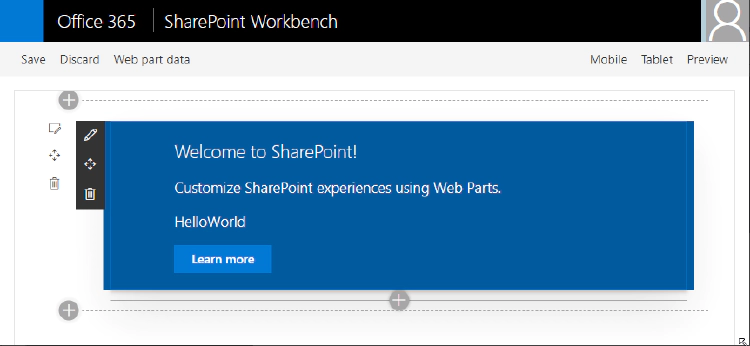 Office 365 SharePoint Workbench
Save Discard Web part data Mobile Tablet Preview
Welcome to SharePoint!
Customize SharePoint experiences using Web Parts.
HelloWorld
Learn more